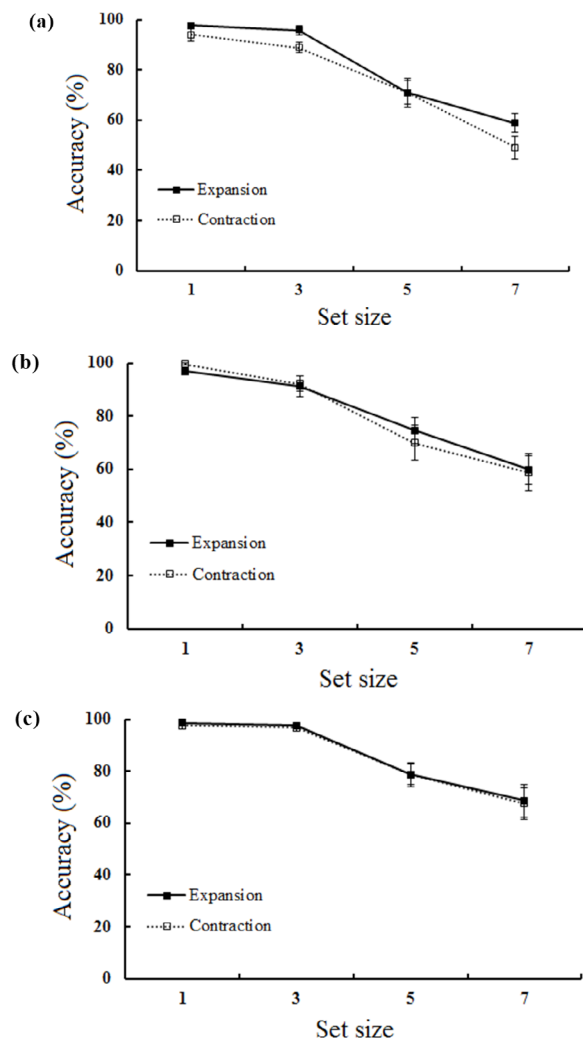 (a)
Accuracy (%)
100
80
60
40
20
0
Expansion
Contraction
1 3 5 7
Set size
(b)
Accuracy (%)
100
80
60
40
20
0
Expansion
Contraction
1 3 5 7
Set size
(c)
Accuracy (%)
100
80
60
40
20
0
Expansion
Contraction
1 3 5 7
Set size